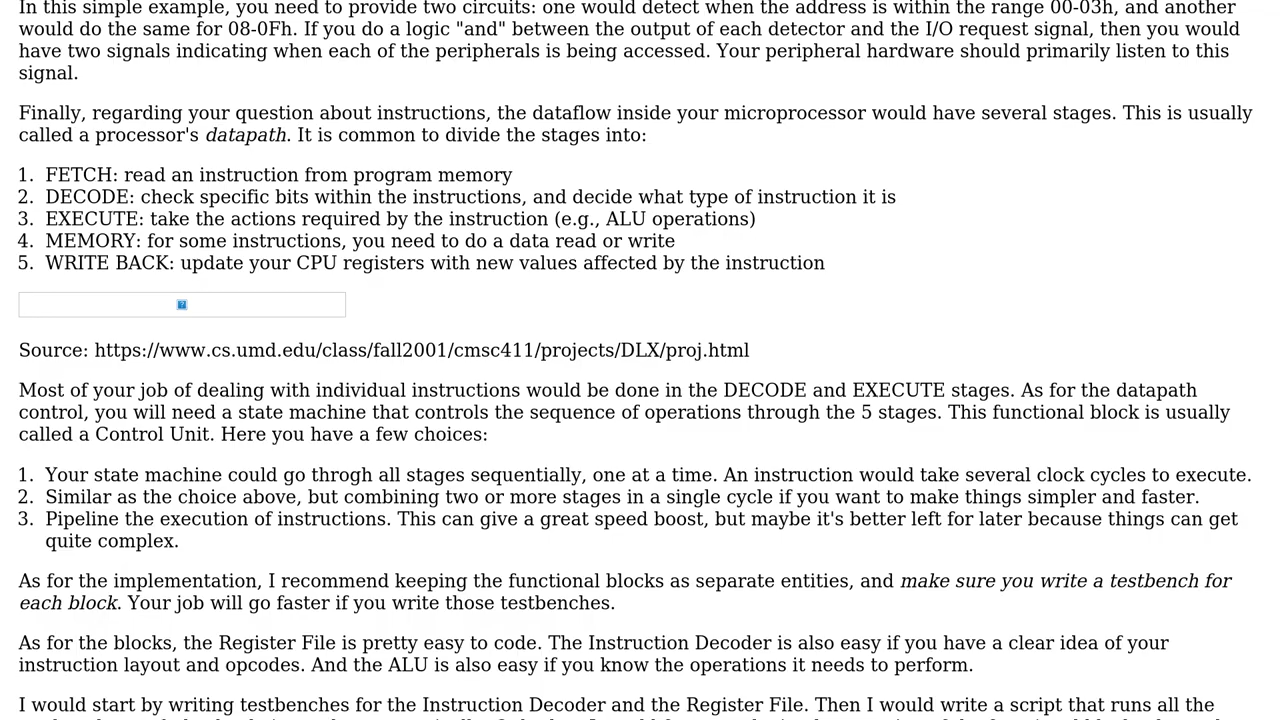 In this simple example, you need to provide two circuits: one would detect when the address is within the range 00-03h, and another
would do the same for 08-0Fh. If you do a logic "and" between the output of each detector and the I/O request signal, then you would
have two signals indicating when each of the peripherals is being accessed. Your peripheral hardware should primarily listen to this
signal.
Finally, regarding your question about instructions, the dataflow inside your microprocessor would have several stages. This is usually
called a processor's datapath. It is common to divide the stages into:
1. FETCH: read an instruction from program memory
2. DECODE: check specific bits within the instructions, and decide what type of instruction it is
3. EXECUTE: take the actions required by the instruction (e.g., ALU operations)
4. MEMORY: for some instructions, you need to do a data read or write
5. WRITE BACK: update your CPU registers with new values affected by the instruction
Source: https://www.cs.umd.edu/class/fall2001/cmsc411/projects/DLX/proj.html
Most of your job of dealing with individual instructions would be done in the DECODE and EXECUTE stages. As for the datapath
control, you will need a state machine that controls the sequence of operations through the 5 stages. This functional block is usually
called a Control Unit. Here you have a few choices:
1. Your state machine could go throgh all stages sequentially, one at a time. An instruction would take several clock cycles to execute.
2. Similar as the choice above, but combining two or more stages in a single cycle if you want to make things simpler and faster.
3. Pipeline the execution of instructions. This can give a great speed boost, but maybe it's better left for later because things can get
quite complex.
As for the implementation, I recommend keeping the functional blocks as separate entities, and make sure you write a testbench for
each block. Your job will go faster if you write those testbenches.
As for the blocks, the Register File is pretty easy to code. The Instruction Decoder is also easy if you have a clear idea of your
instruction layout and opcodes. And the ALU is also easy if you know the operations it needs to perform.
I would start by writing testbenches for the Instruction Decoder and the Register File. Then I would write a script that runs all the